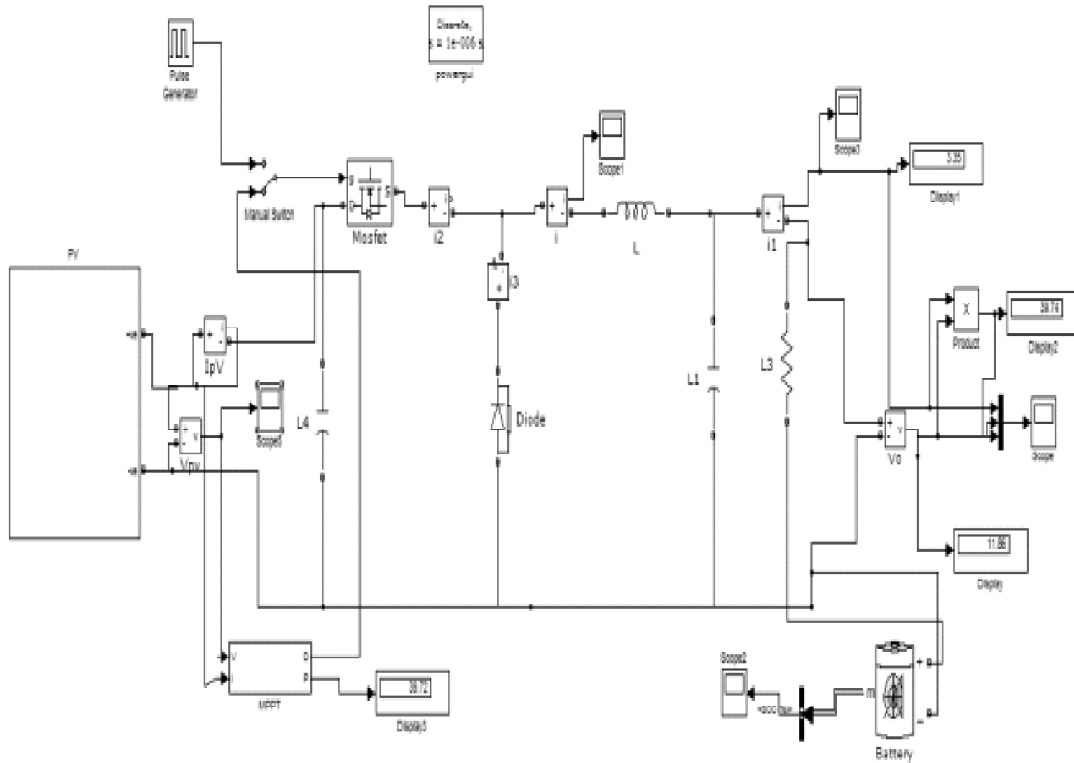 Discrete,
s = 1e-006 s
powergui
Pulse
Generator
Scope1
Scope3
3.35
Display1
Manual Switch
Mosfet
i2
i
L
i1
PV
i3
IpV
Scope5
Vpv
L4
Diode
L1
L3
X
Product
39.74
Display2
Vo
Scope
11.86
Display
V
I
D
P
MPPT
39.72
Display3
Scope2
m
Battery